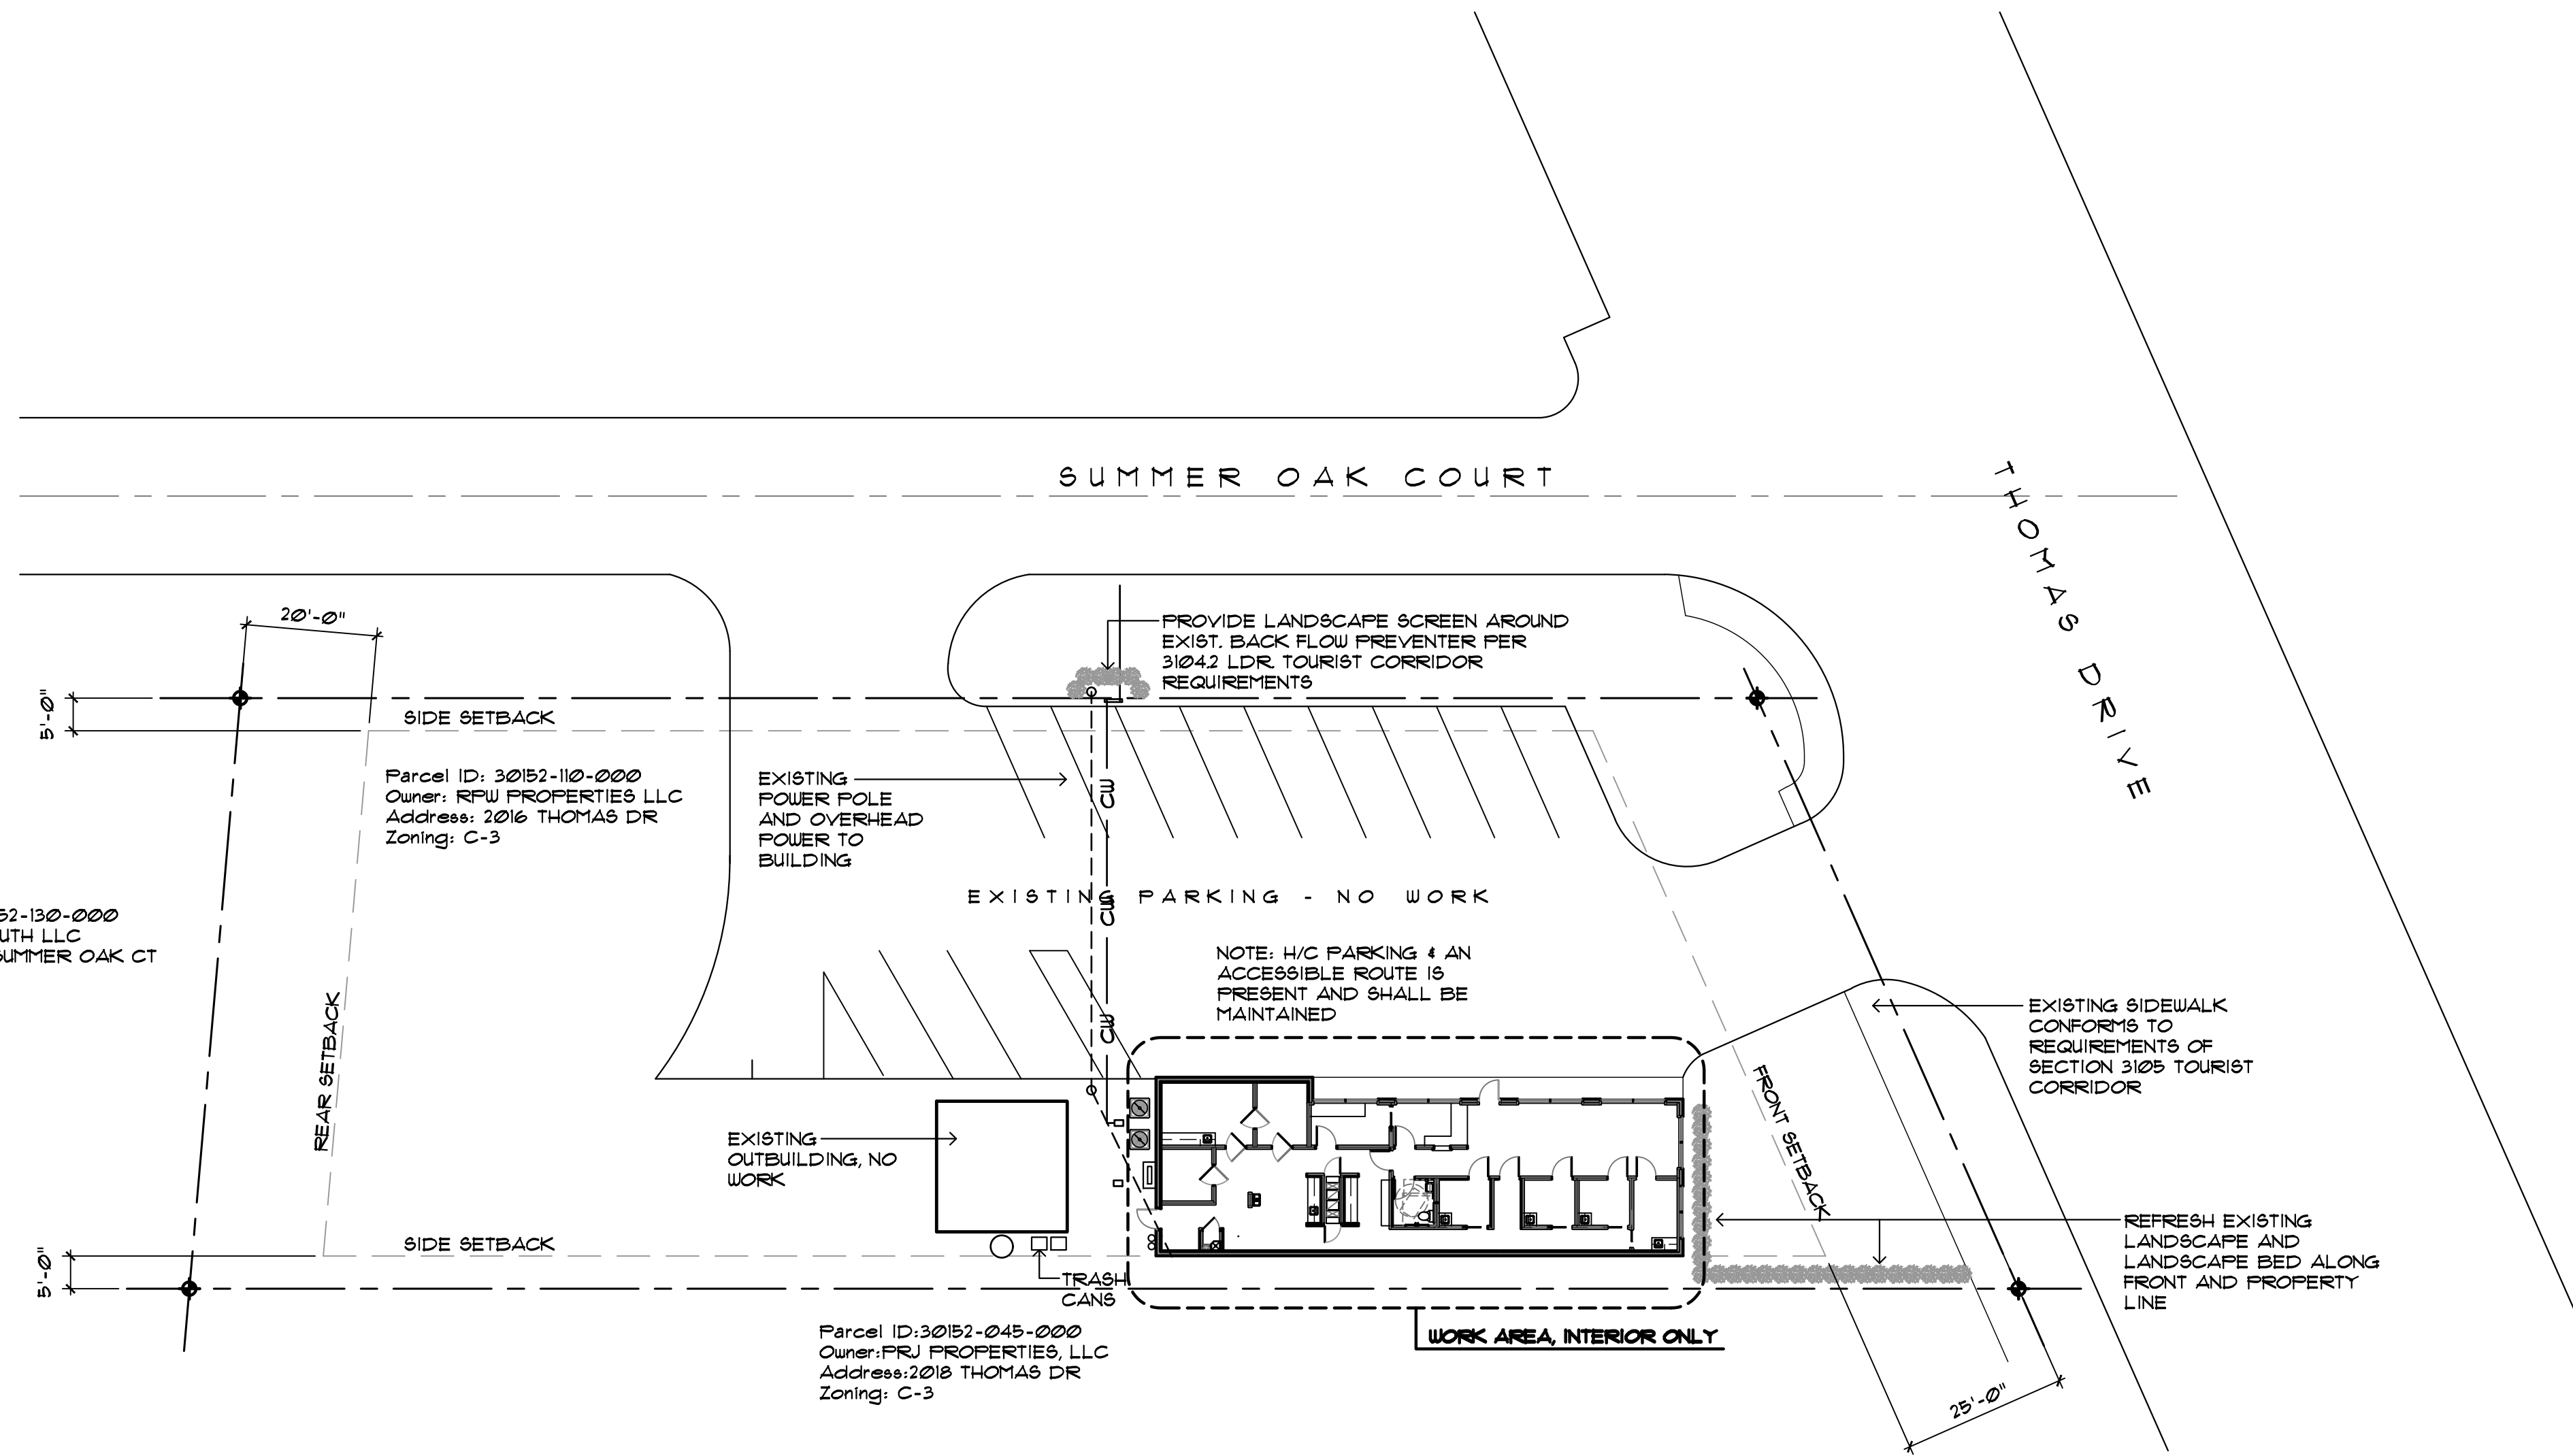 SUMMER OAK COURT
THOMAS DRIVE
20'-0"
5'-0"
SIDE SETBACK
PROVIDE LANDSCAPE SCREEN AROUND
EXIST. BACK FLOW PREVENTER PER
3104.2 LDR. TOURIST CORRIDOR
REQUIREMENTS
Parcel ID: 30152-110-000
Owner: RPW PROPERTIES LLC
Address: 2016 THOMAS DR
Zoning: C-3
EXISTING
POWER POLE
AND OVERHEAD
POWER TO
BUILDING
CW
EXISTING PARKING - NO WORK
CW
52-130-000
UTH LLC
SUMMER OAK CT
NOTE: H/C PARKING & AN
ACCESSIBLE ROUTE IS
PRESENT AND SHALL BE
MAINTAINED
CW
EXISTING SIDEWALK
CONFORMS TO
REQUIREMENTS OF
SECTION 3105 TOURIST
CORRIDOR
REAR SETBACK
FRONT SETBACK
EXISTING
OUTBUILDING, NO
WORK
REFRESH EXISTING
LANDSCAPE AND
LANDSCAPE BED ALONG
FRONT AND PROPERTY
LINE
SIDE SETBACK
5'-0"
TRASH
CANS
WORK AREA, INTERIOR ONLY
Parcel ID:30152-045-000
Owner:PRJ PROPERTIES, LLC
Address:2018 THOMAS DR
Zoning: C-3
25'-0"